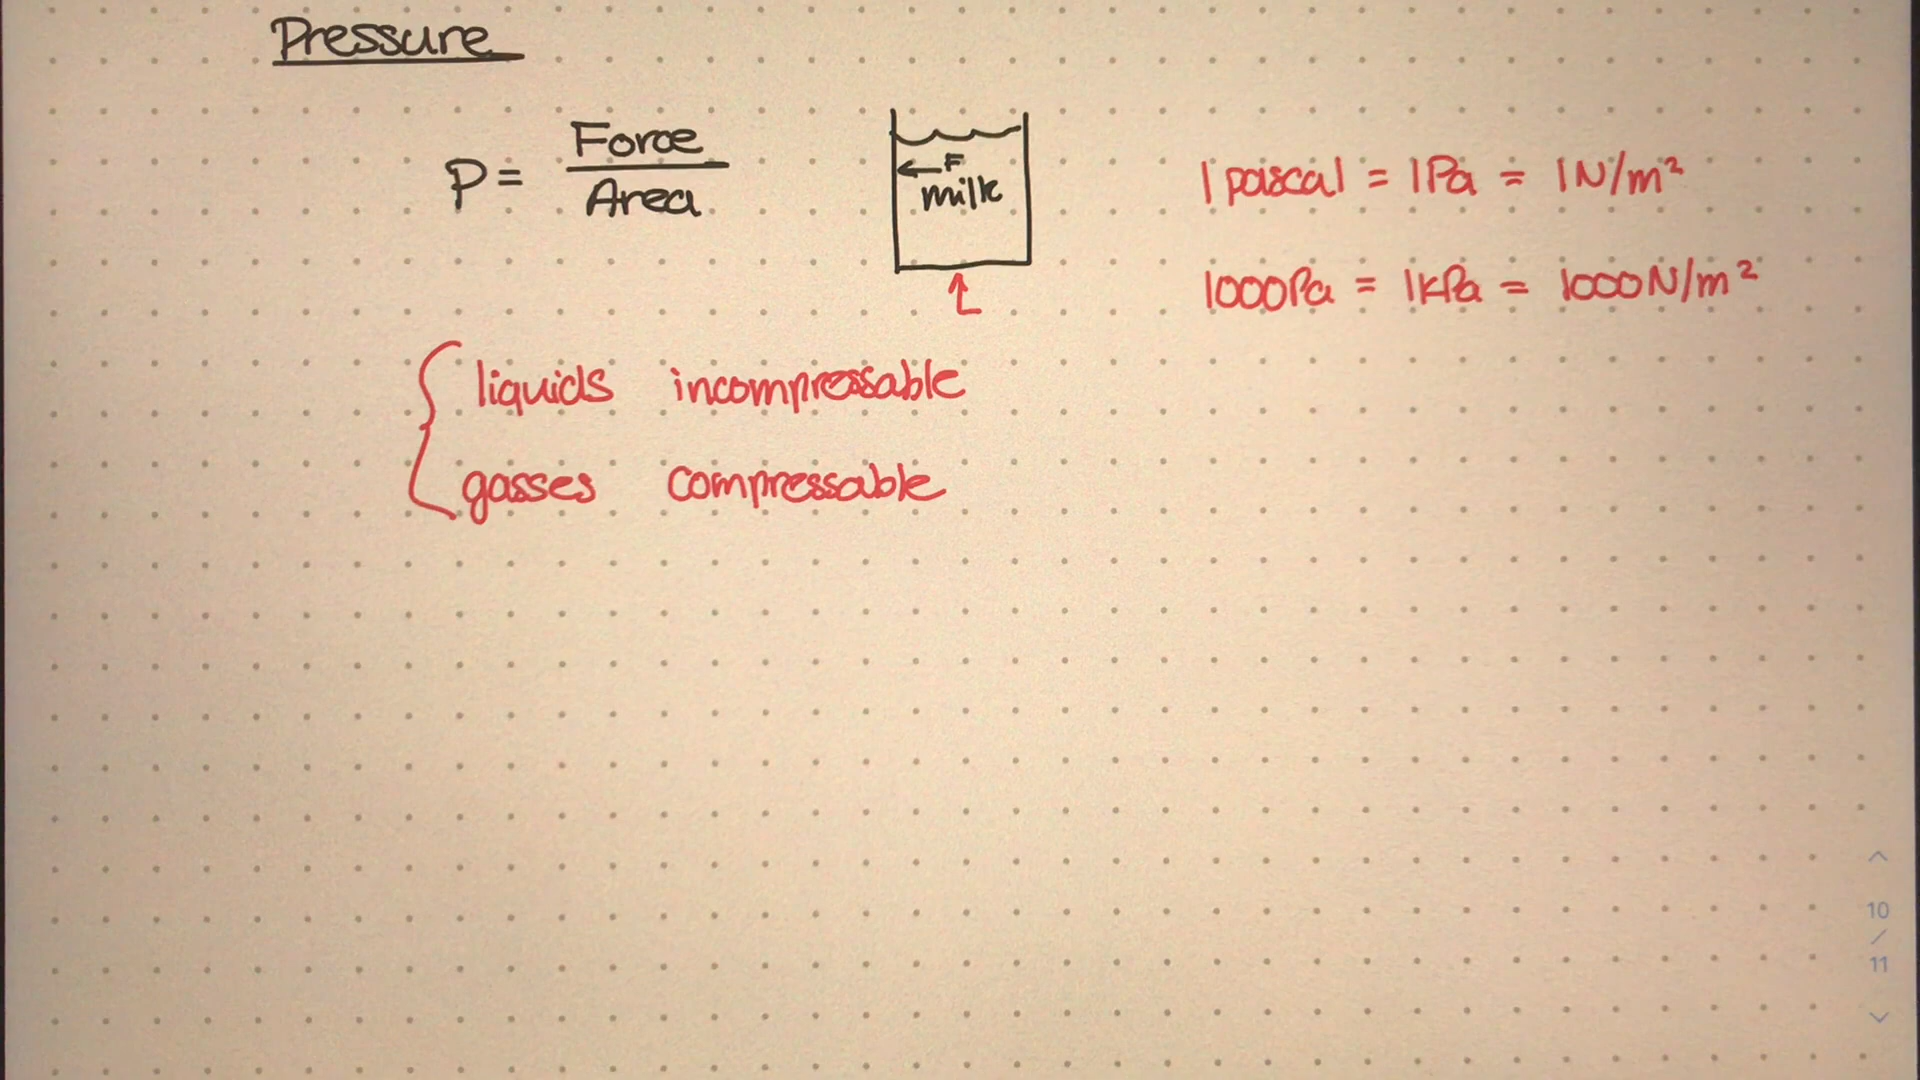 Pressure
P = Force / Area
F
milk
1 pascal = 1Pa = 1N/m²
1000Pa = 1kPa = 1000N/m²
liquids incompressable
gasses compressable
10
/
11